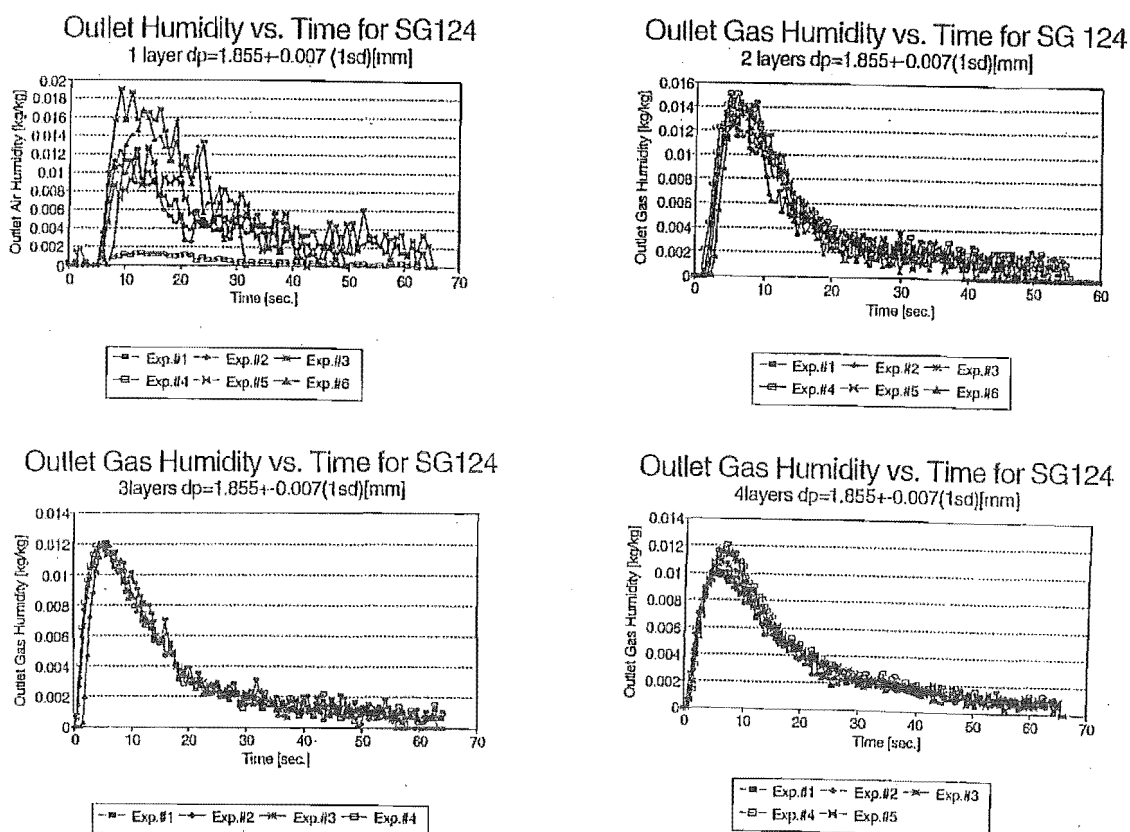 Outlet Humidity vs. Time for SG124
1 layer dp=1.855+-0.007 (1sd)[mm]
Outlet Air Humidity [kg/kg]
0.02
0.018
0.016
0.014
0.012
0.01
0.008
0.006
0.004
0.002
0
0 10 20 30 40 50 60 70
Time [sec.]
Exp.#1 Exp.#2 Exp.#3
Exp.#4 Exp.#5 Exp.#6
Outlet Gas Humidity vs. Time for SG 124
2 layers dp=1.855+-0.007(1sd)[mm]
Outlet Gas Humidity [kg/kg]
0.016
0.014
0.012
0.01
0.008
0.006
0.004
0.002
0
0 10 20 30 40 50 60
Time [sec.]
Exp.#1 Exp.#2 Exp.#3
Exp.#4 Exp.#5 Exp.#6
Outlet Gas Humidity vs. Time for SG124
3layers dp=1.855+-0.007(1sd)[mm]
Outlet Gas Humidity [kg/kg]
0.014
0.012
0.01
0.008
0.006
0.004
0.002
0
0 10 20 30 40 50 60 70
Time [sec.]
Exp.#1 Exp.#2 Exp.#3 Exp.#4
Outlet Gas Humidity vs. Time for SG124
4layers dp=1.855+-0.007(1sd)[mm]
Outlet Gas Humidity [kg/kg]
0.014
0.012
0.01
0.008
0.006
0.004
0.002
0
0 10 20 30 40 50 60 70
Time [sec.]
Exp.#1 Exp.#2 Exp.#3
Exp.#4 Exp.#5